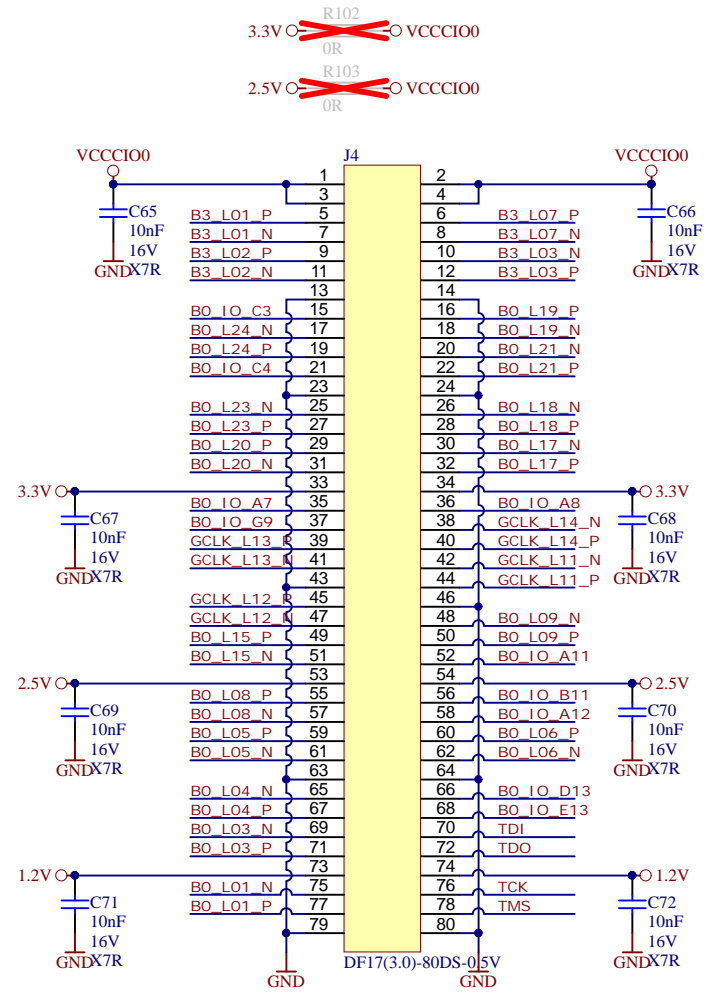 R102
3.3V VCCCIO0
0R
R103
2.5V VCCCIO0
0R
VCCCIO0 J4 VCCCIO0
1 2
3 4
C65 C66
10nF 10nF
16V 16V
X7R X7R
GND GND
B3_L01_P 5 6 B3_L07_P
B3_L01_N 7 8 B3_L07_N
B3_L02_P 9 10 B3_L03_N
B3_L02_N 11 12 B3_L03_P
13 14
B0_IO_C3 15 16 B0_L19_P
B0_L24_N 17 18 B0_L19_N
B0_L24_P 19 20 B0_L21_N
B0_IO_C4 21 22 B0_L21_P
23 24
B0_L23_N 25 26 B0_L18_N
B0_L23_P 27 28 B0_L18_P
B0_L20_P 29 30 B0_L17_N
B0_L20_N 31 32 B0_L17_P
3.3V 33 34 3.3V
C67 C68
10nF 10nF
16V 16V
X7R X7R
GND GND
B0_IO_A7 35 36 B0_IO_A8
B0_IO_G9 37 38 GCLK_L14_N
GCLK_L13_P 39 40 GCLK_L14_P
GCLK_L13_N 41 42 GCLK_L11_N
43 44 GCLK_L11_P
GCLK_L12_P 45 46
GCLK_L12_N 47 48 B0_L09_N
B0_L15_P 49 50 B0_L09_P
B0_L15_N 51 52 B0_IO_A11
2.5V 53 54 2.5V
C69 C70
10nF 10nF
16V 16V
X7R X7R
GND GND
B0_L08_P 55 56 B0_IO_B11
B0_L08_N 57 58 B0_IO_A12
B0_L05_P 59 60 B0_L06_P
B0_L05_N 61 62 B0_L06_N
63 64
B0_L04_N 65 66 B0_IO_D13
B0_L04_P 67 68 B0_IO_E13
B0_L03_N 69 70 TDI
B0_L03_P 71 72 TDO
1.2V 73 74 1.2V
C71 C72
10nF 10nF
16V 16V
X7R X7R
GND GND
B0_L01_N 75 76 TCK
B0_L01_P 77 78 TMS
79 80
DF17(3.0)-80DS-0.5V
GND GND